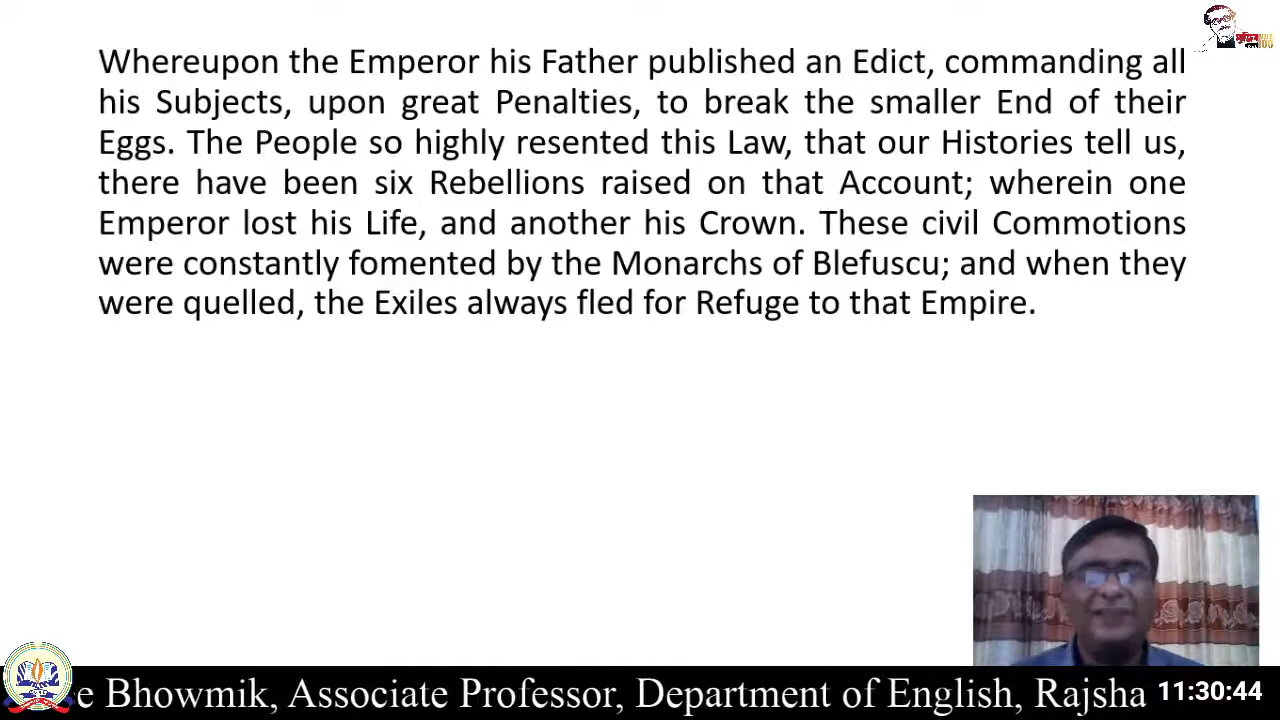 Whereupon the Emperor his Father published an Edict, commanding all
his Subjects, upon great Penalties, to break the smaller End of their
Eggs. The People so highly resented this Law, that our Histories tell us,
there have been six Rebellions raised on that Account; wherein one
Emperor lost his Life, and another his Crown. These civil Commotions
were constantly fomented by the Monarchs of Blefuscu; and when they
were quelled, the Exiles always fled for Refuge to that Empire.
e Bhowmik, Associate Professor, Department of English, Rajsha
11:30:44